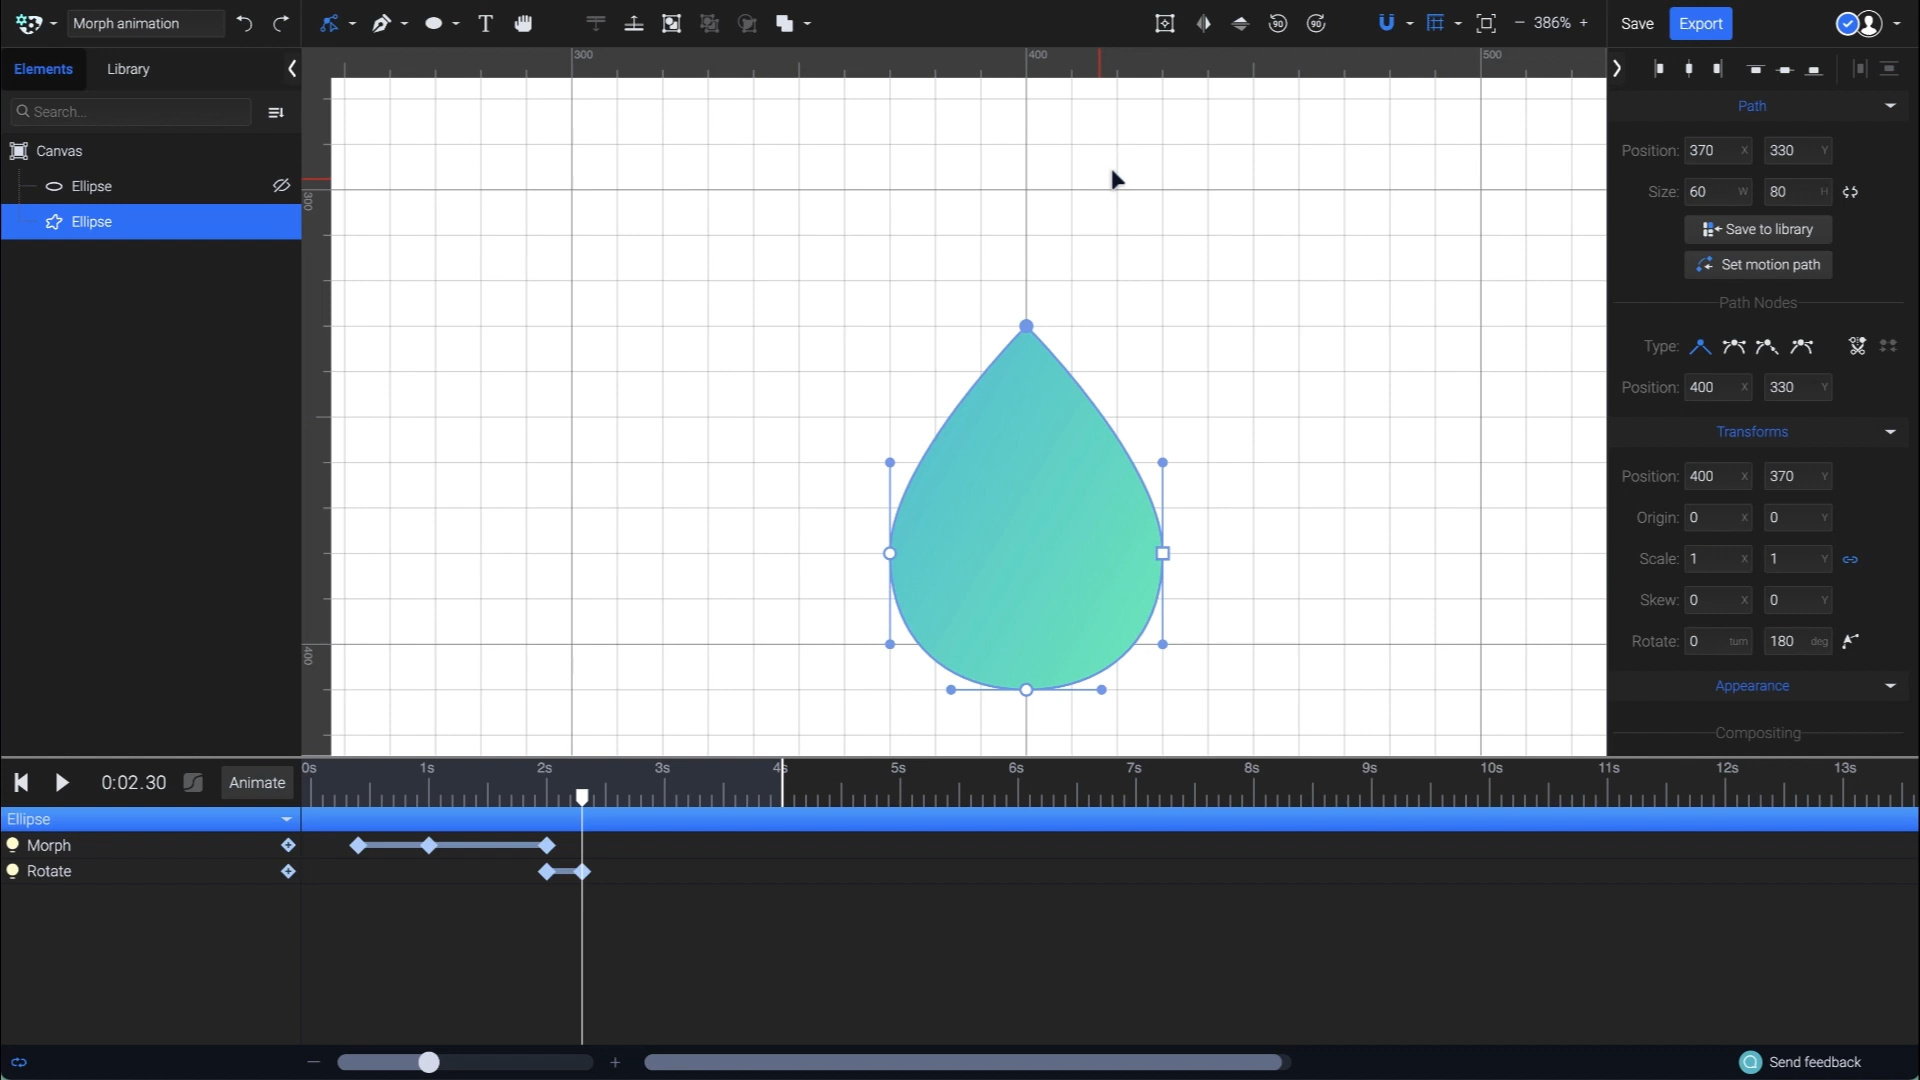 Morph animation
386%
Save
Export
Elements
Library
Search...
Canvas
Ellipse
Ellipse
300
400
500
300
400
Path
Position: 370 X 330 Y
Size: 60 W 80 H
Save to library
Set motion path
Path Nodes
Type:
Position: 400 X 330 Y
Transforms
Position: 400 X 370 Y
Origin: 0 X 0 Y
Scale: 1 X 1 Y
Skew: 0 X 0 Y
Rotate: 0 turn 180 deg
Appearance
Compositing
0:02.30
Animate
0s 1s 2s 3s 4s 5s 6s 7s 8s 9s 10s 11s 12s 13s
Ellipse
Morph
Rotate
Send feedback